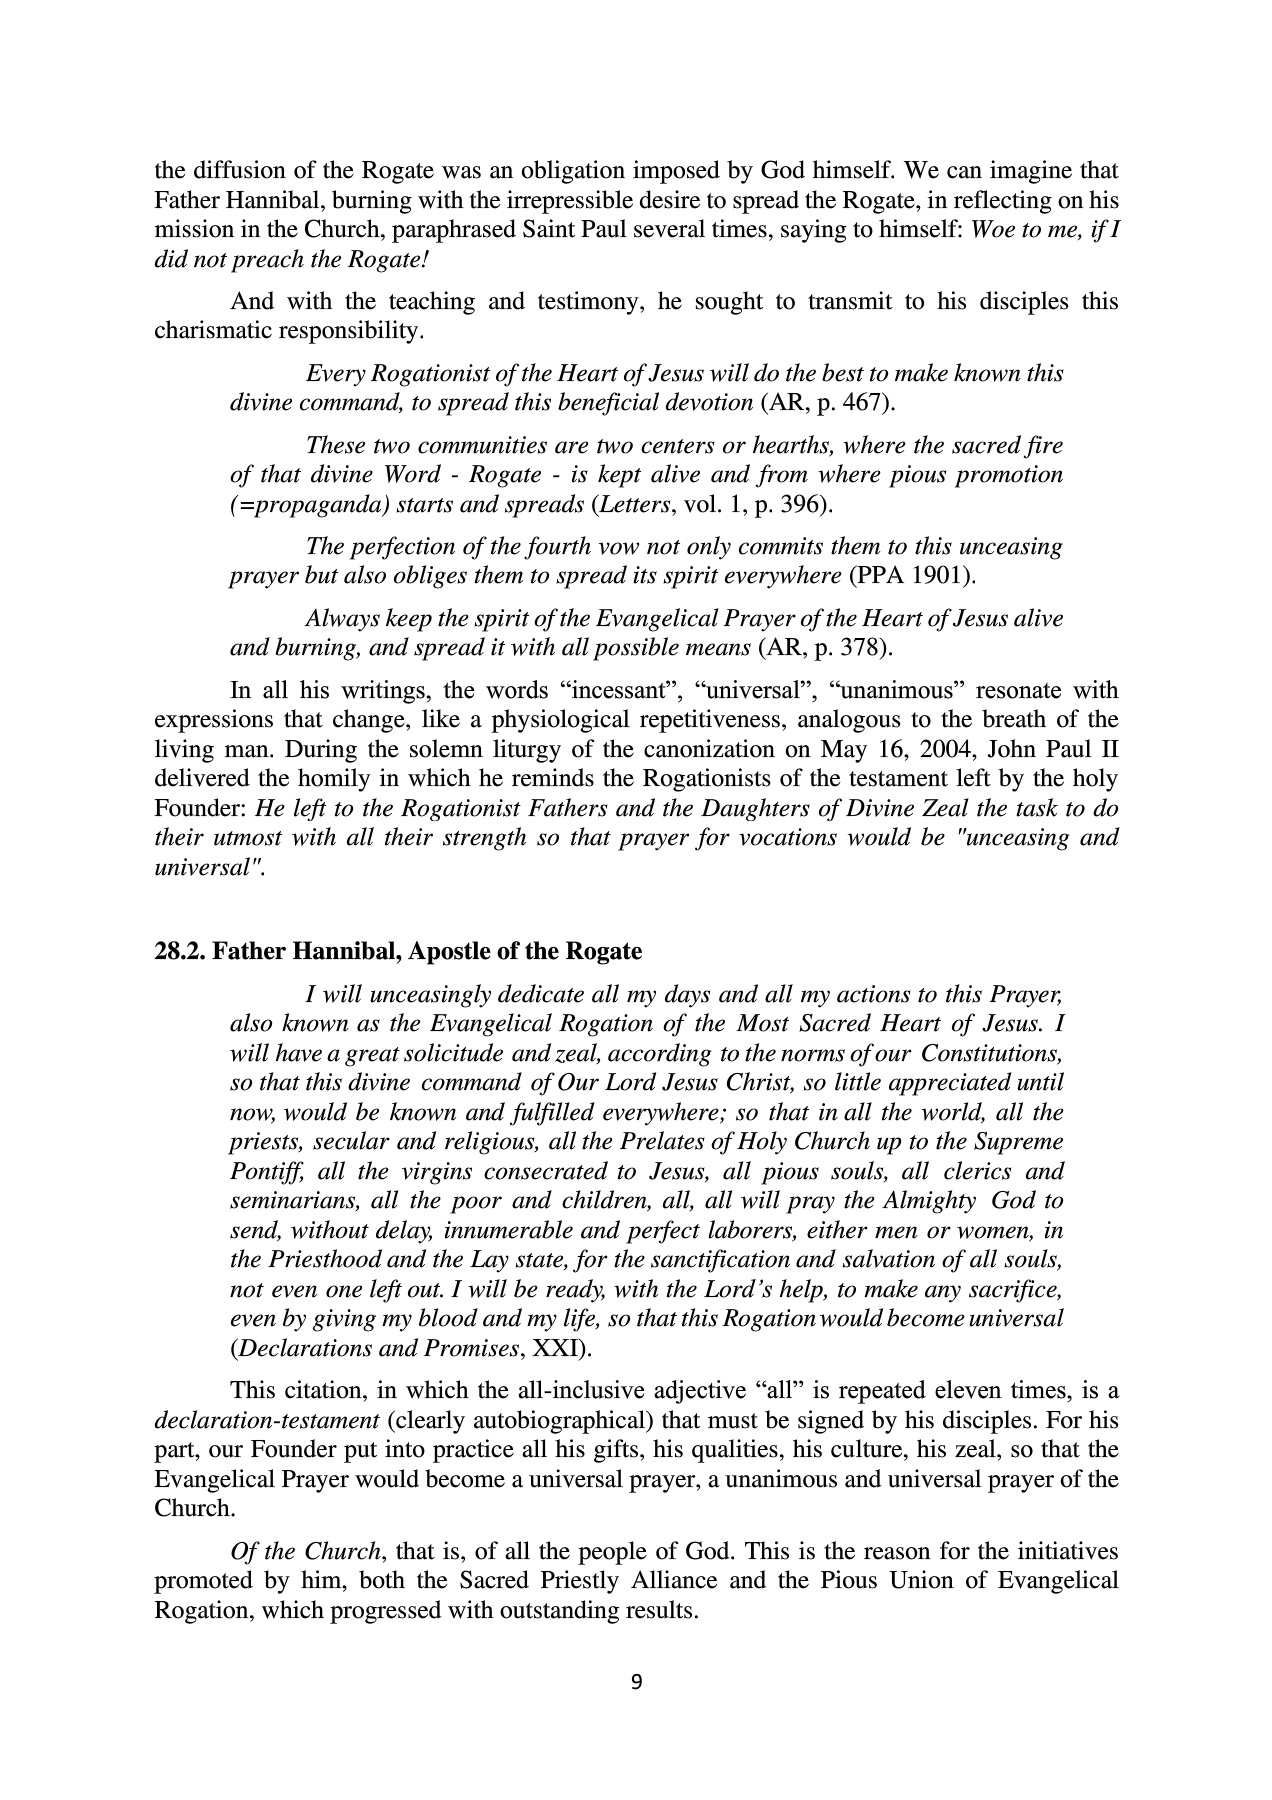 the diffusion of the Rogate was an obligation imposed by God himself. We can imagine that
Father Hannibal, burning with the irrepressible desire to spread the Rogate, in reflecting on his
mission in the Church, paraphrased Saint Paul several times, saying to himself: Woe to me, if I
did not preach the Rogate!
And with the teaching and testimony, he sought to transmit to his disciples this
charismatic responsibility.
Every Rogationist of the Heart of Jesus will do the best to make known this
divine command, to spread this beneficial devotion (AR, p. 467).
These two communities are two centers or hearths, where the sacred fire
of that divine Word - Rogate - is kept alive and from where pious promotion
(=propaganda) starts and spreads (Letters, vol. 1, p. 396).
The perfection of the fourth vow not only commits them to this unceasing
prayer but also obliges them to spread its spirit everywhere (PPA 1901).
Always keep the spirit of the Evangelical Prayer of the Heart of Jesus alive
and burning, and spread it with all possible means (AR, p. 378).
In all his writings, the words “incessant”, “universal”, “unanimous” resonate with
expressions that change, like a physiological repetitiveness, analogous to the breath of the
living man. During the solemn liturgy of the canonization on May 16, 2004, John Paul II
delivered the homily in which he reminds the Rogationists of the testament left by the holy
Founder: He left to the Rogationist Fathers and the Daughters of Divine Zeal the task to do
their utmost with all their strength so that prayer for vocations would be "unceasing and
universal".
28.2. Father Hannibal, Apostle of the Rogate
I will unceasingly dedicate all my days and all my actions to this Prayer,
also known as the Evangelical Rogation of the Most Sacred Heart of Jesus. I
will have a great solicitude and zeal, according to the norms of our Constitutions,
so that this divine command of Our Lord Jesus Christ, so little appreciated until
now, would be known and fulfilled everywhere; so that in all the world, all the
priests, secular and religious, all the Prelates of Holy Church up to the Supreme
Pontiff, all the virgins consecrated to Jesus, all pious souls, all clerics and
seminarians, all the poor and children, all, all will pray the Almighty God to
send, without delay, innumerable and perfect laborers, either men or women, in
the Priesthood and the Lay state, for the sanctification and salvation of all souls,
not even one left out. I will be ready, with the Lord’s help, to make any sacrifice,
even by giving my blood and my life, so that this Rogation would become universal
(Declarations and Promises, XXI).
This citation, in which the all-inclusive adjective “all” is repeated eleven times, is a
declaration-testament (clearly autobiographical) that must be signed by his disciples. For his
part, our Founder put into practice all his gifts, his qualities, his culture, his zeal, so that the
Evangelical Prayer would become a universal prayer, a unanimous and universal prayer of the
Church.
Of the Church, that is, of all the people of God. This is the reason for the initiatives
promoted by him, both the Sacred Priestly Alliance and the Pious Union of Evangelical
Rogation, which progressed with outstanding results.
9